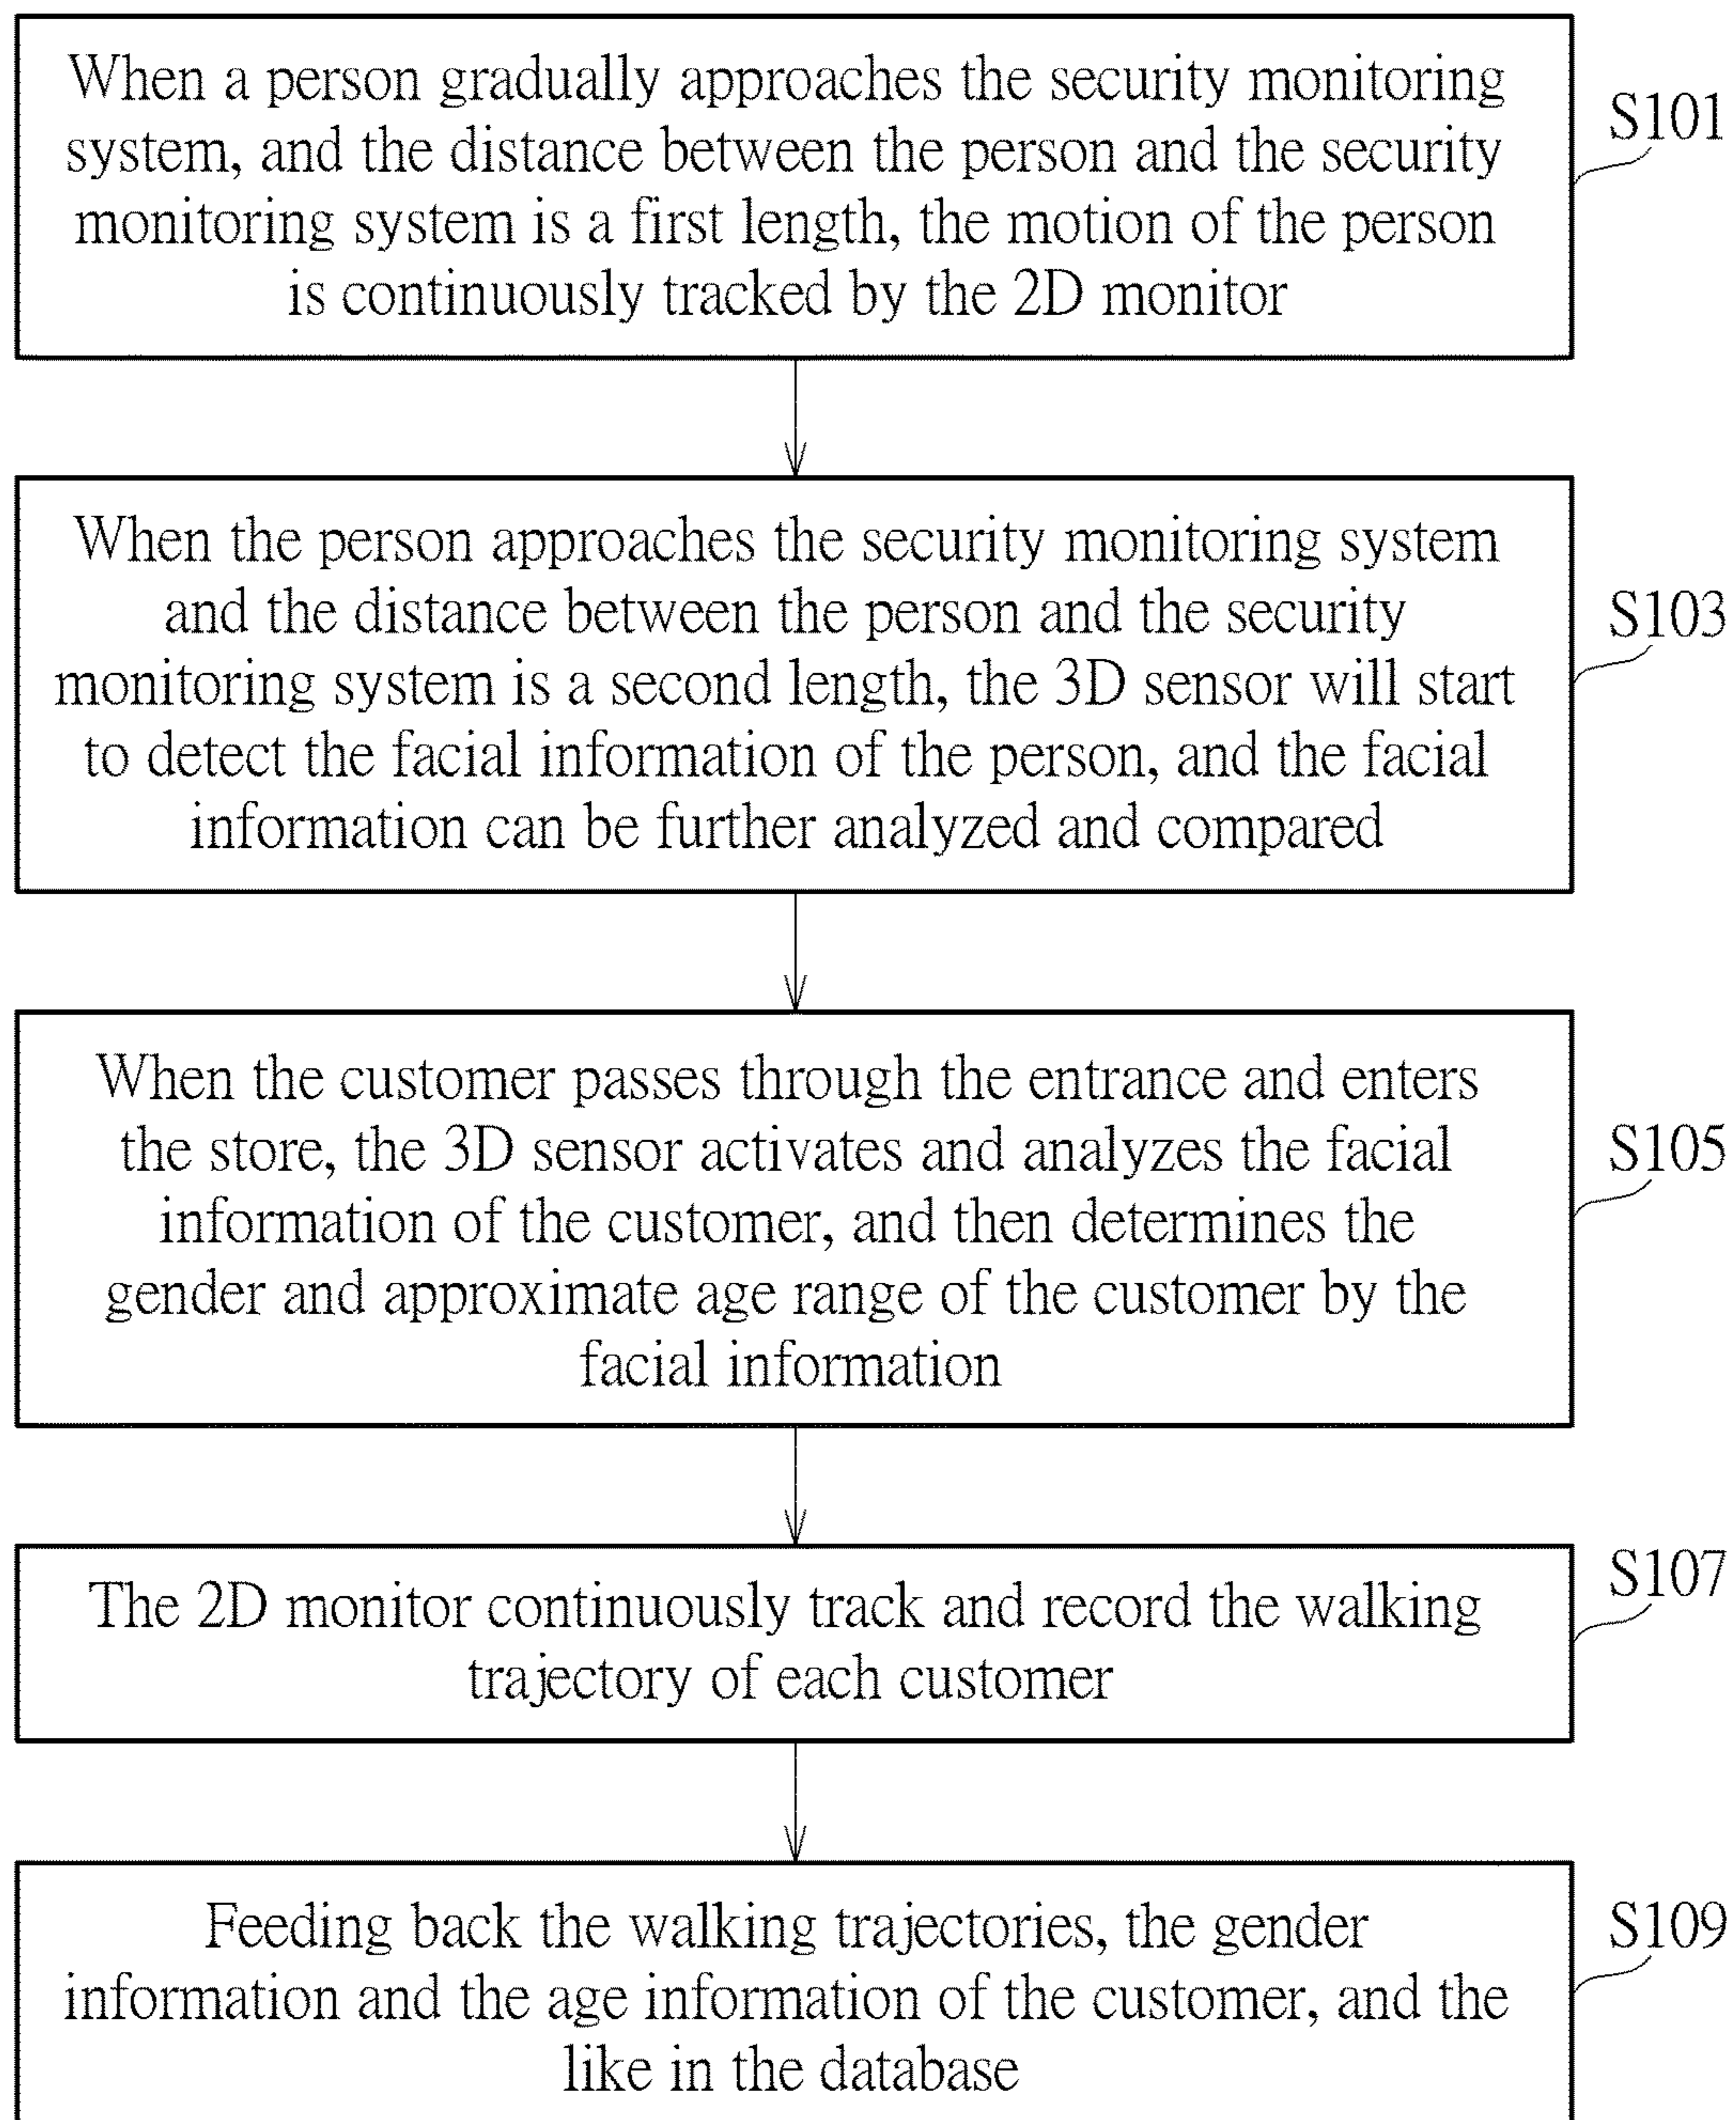 When a person gradually approaches the security monitoring
system, and the distance between the person and the security
monitoring system is a first length, the motion of the person
is continuously tracked by the 2D monitor
S101
When the person approaches the security monitoring system
and the distance between the person and the security
monitoring system is a second length, the 3D sensor will start
to detect the facial information of the person, and the facial
information can be further analyzed and compared
S103
When the customer passes through the entrance and enters
the store, the 3D sensor activates and analyzes the facial
information of the customer, and then determines the
gender and approximate age range of the customer by the
facial information
S105
The 2D monitor continuously track and record the walking
trajectory of each customer
S107
Feeding back the walking trajectories, the gender
information and the age information of the customer, and the
like in the database
S109